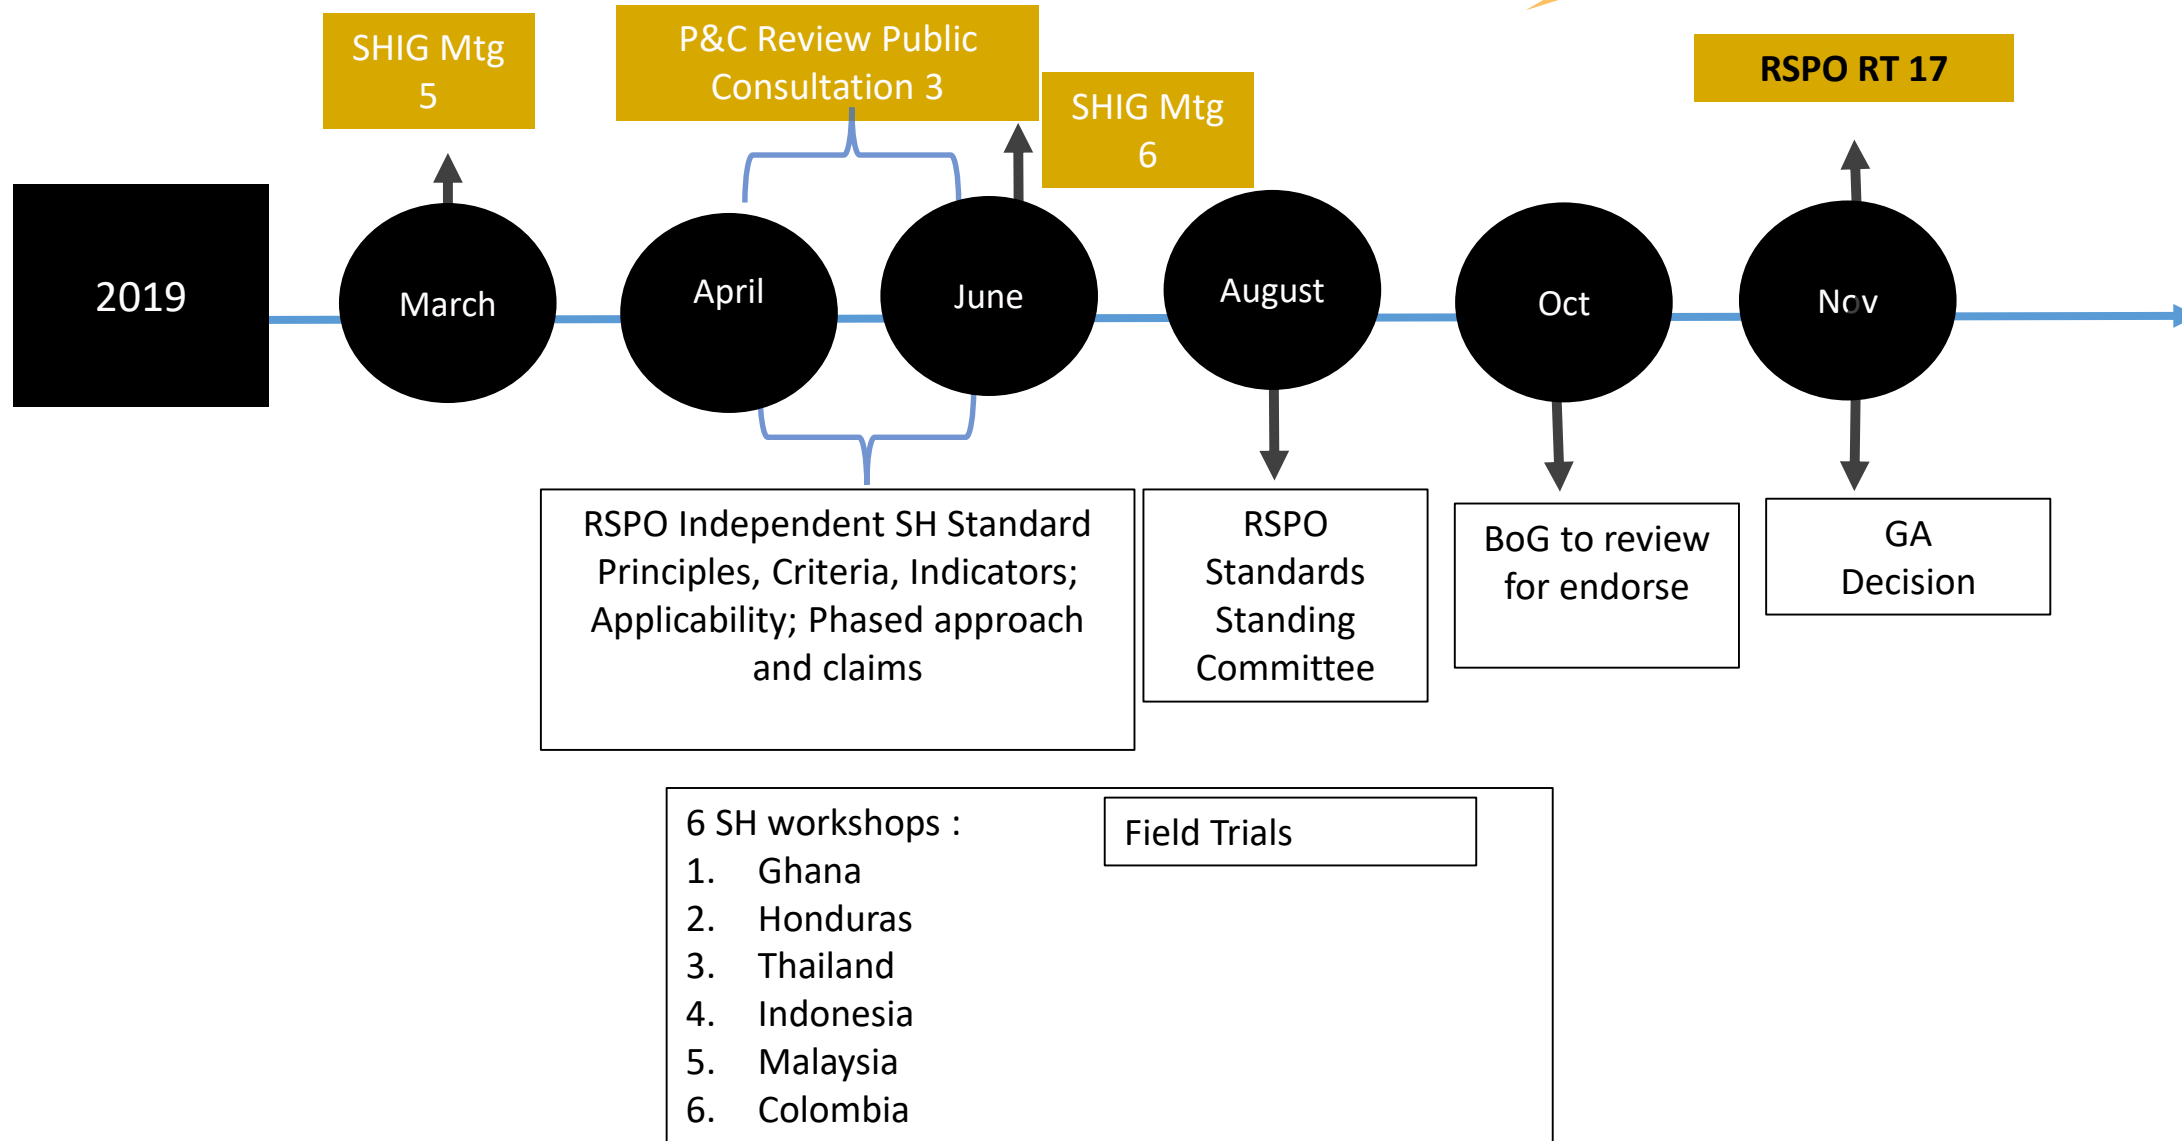 SHIG Mtg
5
P&C Review Public
Consultation 3
SHIG Mtg
6
RSPO RT 17
2019
March
April
June
August
Oct
Nov
RSPO Independent SH Standard
Principles, Criteria, Indicators;
Applicability; Phased approach
and claims
RSPO
Standards
Standing
Committee
BoG to review
for endorse
GA
Decision
6 SH workshops :
1. Ghana
2. Honduras
3. Thailand
4. Indonesia
5. Malaysia
6. Colombia
Field Trials